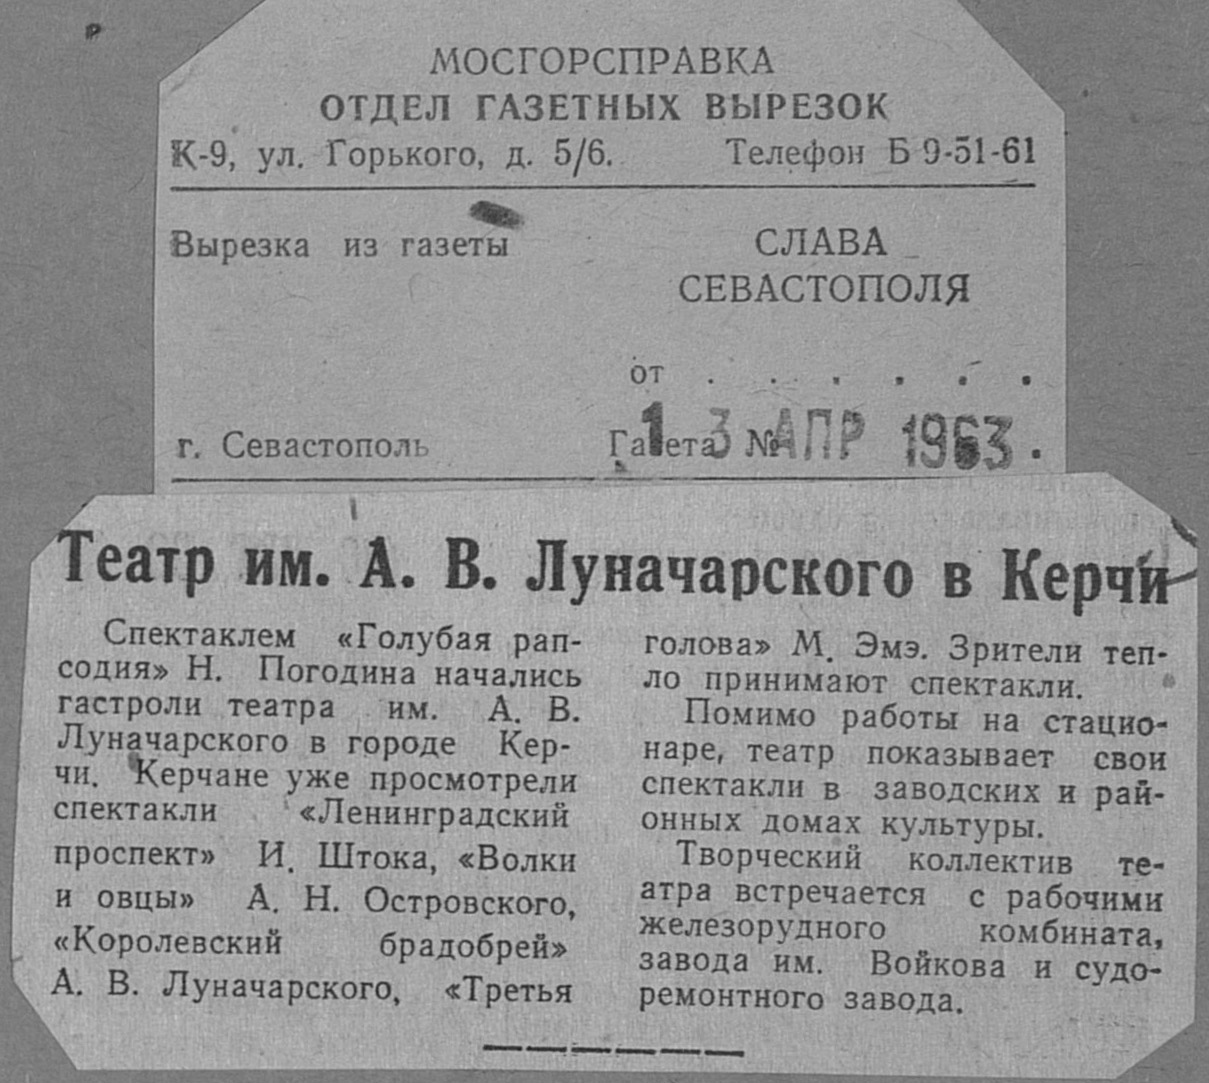 МОСГОРСПРАВКА
ОТДЕЛ ГАЗЕТНЫХ ВЫРЕЗОК
К-9, ул. Горького, д. 5/6. Телефон Б 9-51-61
Вырезка из газеты
СЛАВА
СЕВАСТОПОЛЯ
от . . . . . .
г. Севастополь
Газета №
13 АПР 1963.
Театр им. А. В. Луначарского в Керчи
Спектаклем «Голубая рап-
содия» Н. Погодина начались
гастроли театра им. А. В.
Луначарского в городе Кер-
чи. Керчане уже просмотрели
спектакли «Ленинградский
проспект» И. Штока, «Волки
и овцы» А. Н. Островского,
«Королевский брадобрей»
А. В. Луначарского, «Третья
голова» М. Эмэ. Зрители теп-
ло принимают спектакли.
Помимо работы на стацио-
наре, театр показывает свои
спектакли в заводских и рай-
онных домах культуры.
Творческий коллектив те-
атра встречается с рабочими
железорудного комбината,
завода им. Войкова и судо-
ремонтного завода.